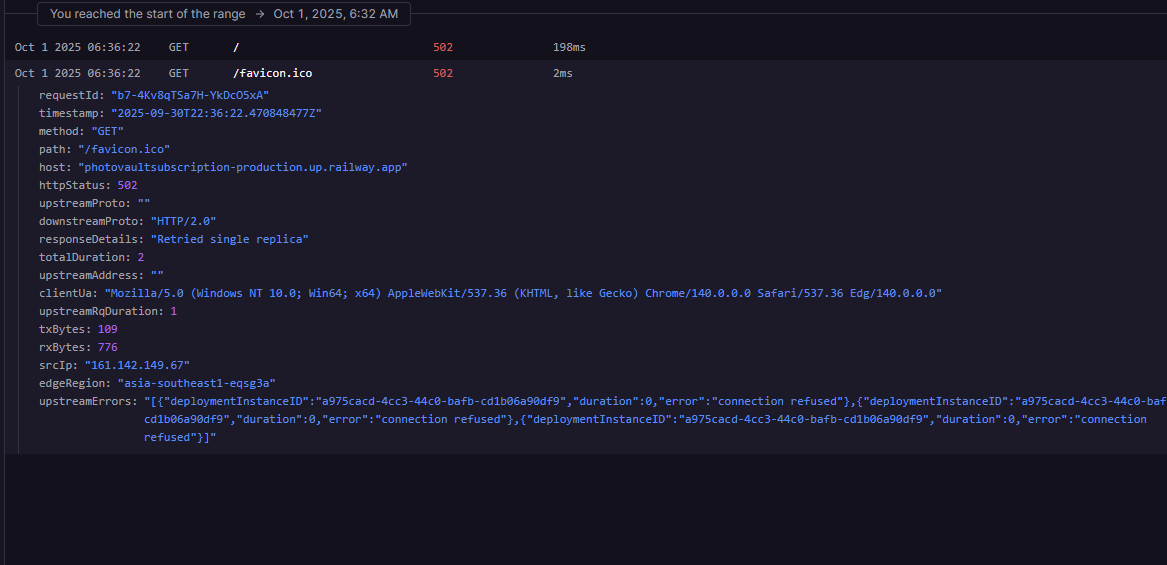 You reached the start of the range → Oct 1, 2025, 6:32 AM
Oct 1 2025 06:36:22 GET / 502 198ms
Oct 1 2025 06:36:22 GET /favicon.ico 502 2ms
requestId: "b7-4Kv8qTSa7H-YkDcO5xA"
timestamp: "2025-09-30T22:36:22.470848477Z"
method: "GET"
path: "/favicon.ico"
host: "photovaultsubscription-production.up.railway.app"
httpStatus: 502
upstreamProto: ""
downstreamProto: "HTTP/2.0"
responseDetails: "Retried single replica"
totalDuration: 2
upstreamAddress: ""
clientUa: "Mozilla/5.0 (Windows NT 10.0; Win64; x64) AppleWebKit/537.36 (KHTML, like Gecko) Chrome/140.0.0.0 Safari/537.36 Edg/140.0.0.0"
upstreamRqDuration: 1
txBytes: 109
rxBytes: 776
srcIp: "161.142.149.67"
edgeRegion: "asia-southeast1-eqsg3a"
upstreamErrors: "[{"deploymentInstanceID":"a975cacd-4cc3-44c0-bafb-cd1b06a90df9","duration":0,"error":"connection refused"},{"deploymentInstanceID":"a975cacd-4cc3-44c0-baf
cd1b06a90df9","duration":0,"error":"connection refused"},{"deploymentInstanceID":"a975cacd-4cc3-44c0-bafb-cd1b06a90df9","duration":0,"error":"connection
refused"}]"